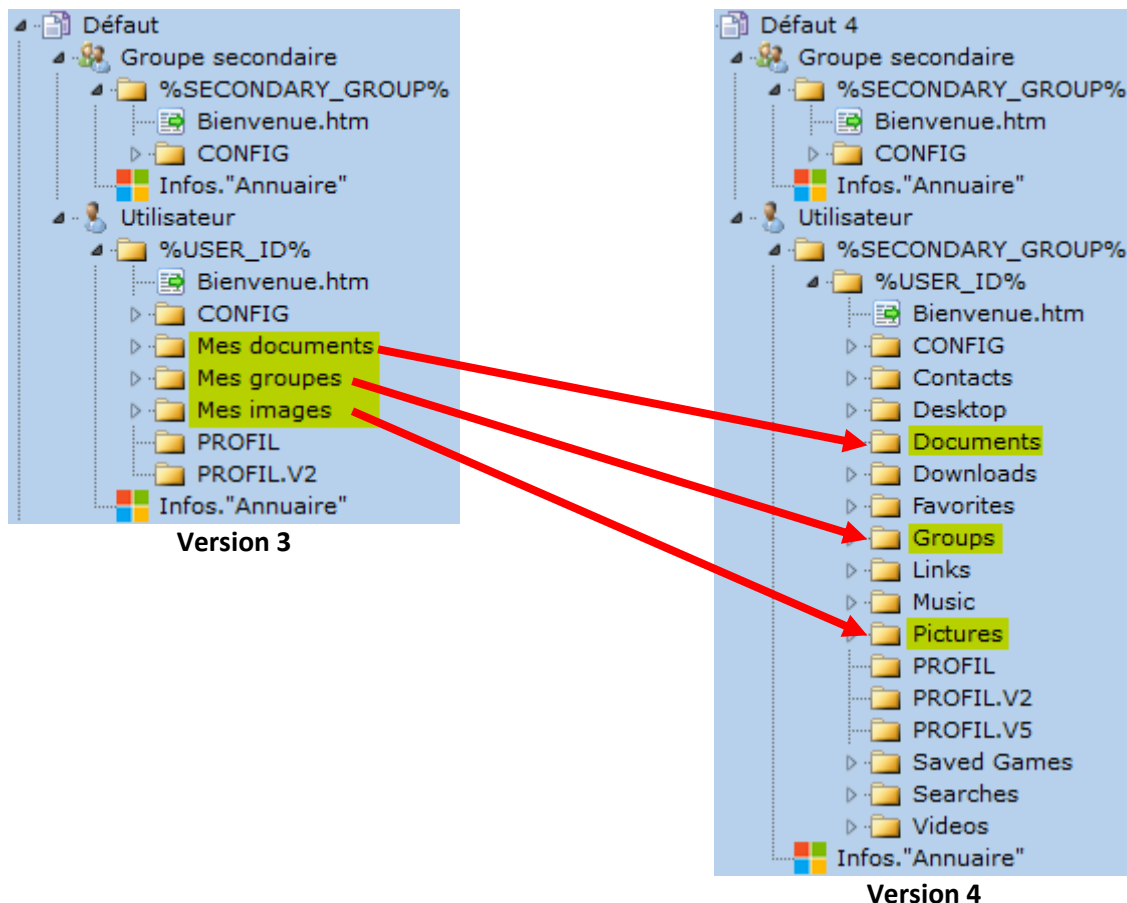 Défaut
Groupe secondaire
%SECONDARY_GROUP%
Bienvenue.htm
CONFIG
Infos."Annuaire"
Utilisateur
%USER_ID%
Bienvenue.htm
CONFIG
Mes documents
Mes groupes
Mes images
PROFIL
PROFIL.V2
Infos."Annuaire"
Version 3
Défaut 4
Groupe secondaire
%SECONDARY_GROUP%
Bienvenue.htm
CONFIG
Infos."Annuaire"
Utilisateur
%SECONDARY_GROUP%
%USER_ID%
Bienvenue.htm
CONFIG
Contacts
Desktop
Documents
Downloads
Favorites
Groups
Links
Music
Pictures
PROFIL
PROFIL.V2
PROFIL.V5
Saved Games
Searches
Videos
Infos."Annuaire"
Version 4